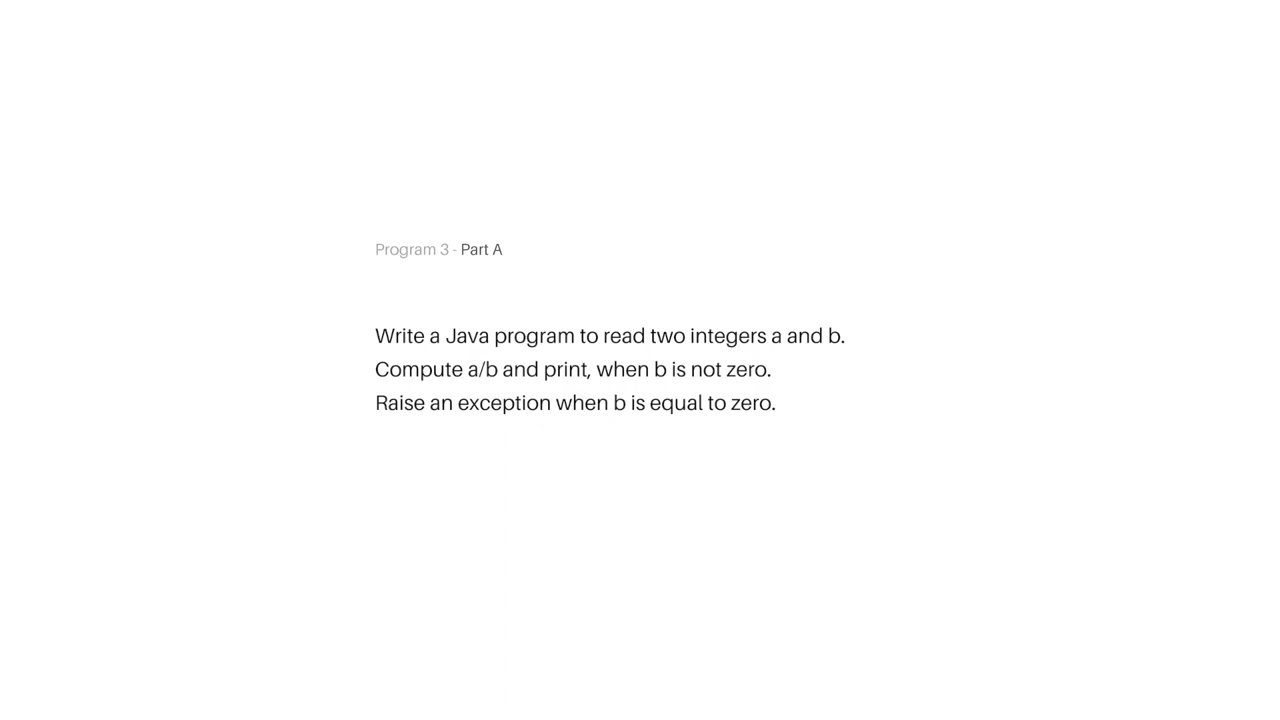 Program 3 - Part A
Write a Java program to read two integers a and b.
Compute a/b and print, when b is not zero.
Raise an exception when b is equal to zero.